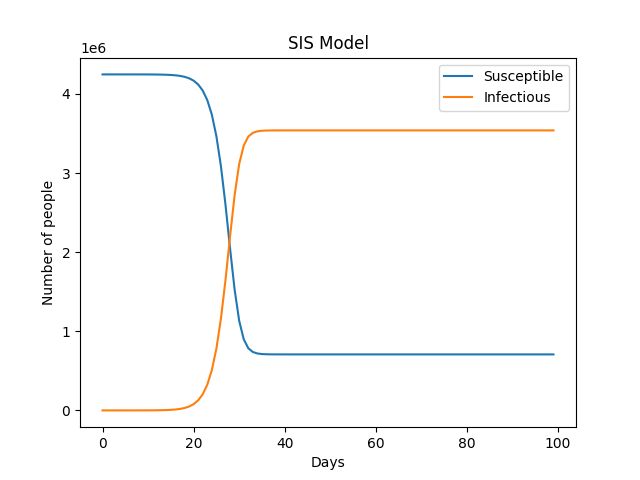 SIS Model
1e6
Susceptible
Infectious
4
3
2
1
0
Number of people
0 20 40 60 80 100
Days